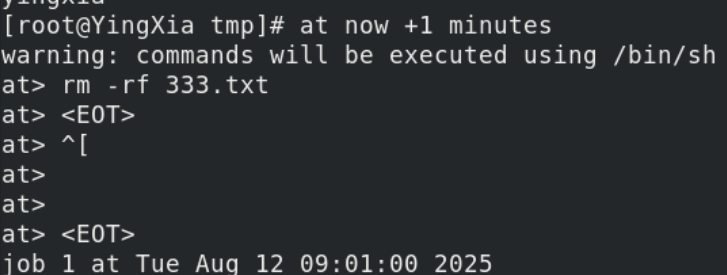 yingxia
[root@YingXia tmp]# at now +1 minutes
warning: commands will be executed using /bin/sh
at> rm -rf 333.txt
at> <EOT>
at> ^[
at>
at>
at> <EOT>
job 1 at Tue Aug 12 09:01:00 2025